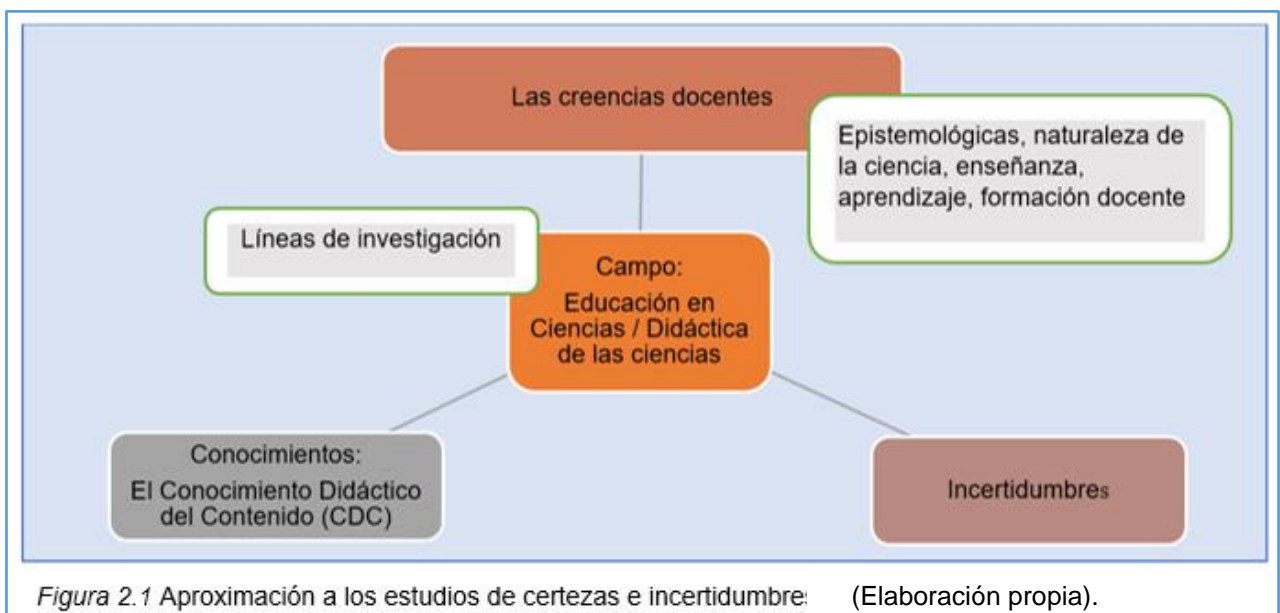 Las creencias docentes
Epistemológicas, naturaleza de
la ciencia, enseñanza,
aprendizaje, formación docente
Líneas de investigación
Campo:
Educación en
Ciencias / Didáctica
de las ciencias
Conocimientos:
El Conocimiento Didáctico
del Contenido (CDC)
Incertidumbres
Figura 2.1 Aproximación a los estudios de certezas e incertidumbres (Elaboración propia).